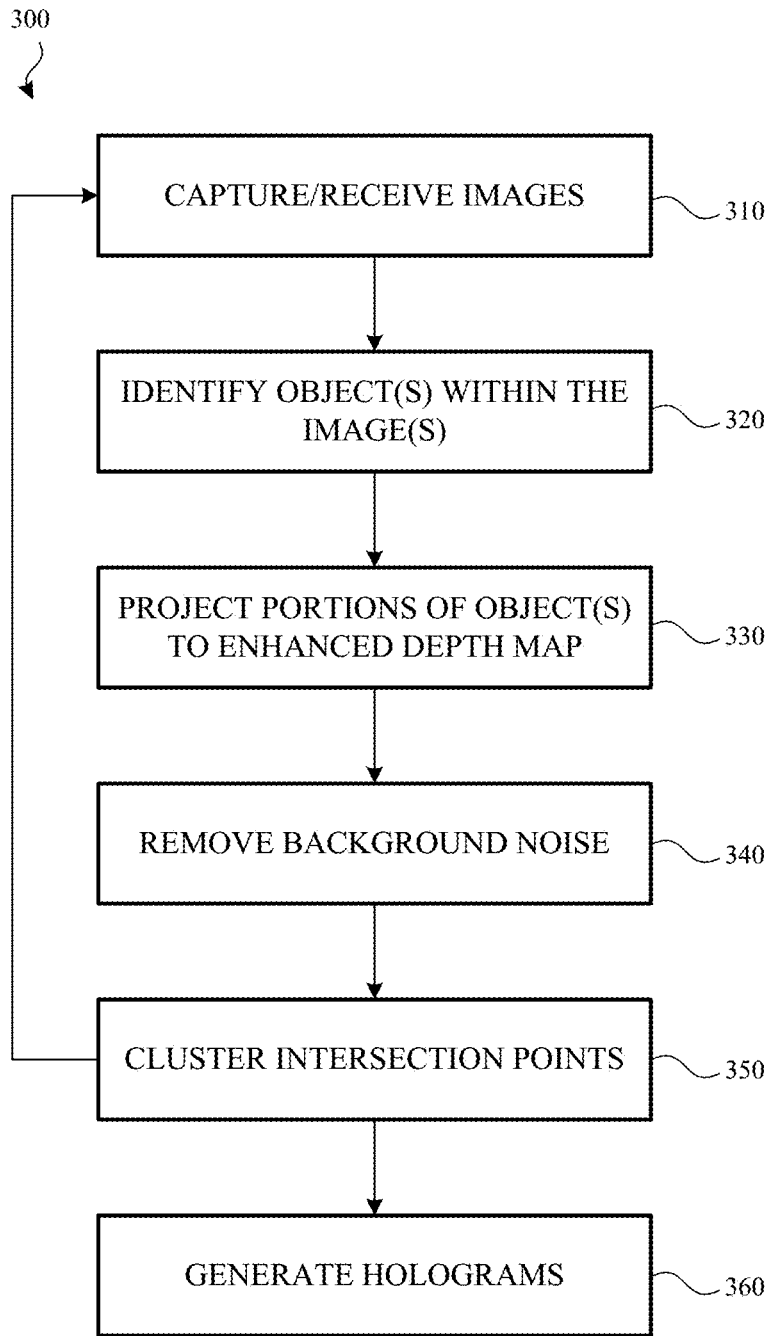 300
CAPTURE/RECEIVE IMAGES
310
IDENTIFY OBJECT(S) WITHIN THE
IMAGE(S)
320
PROJECT PORTIONS OF OBJECT(S)
TO ENHANCED DEPTH MAP
330
REMOVE BACKGROUND NOISE
340
CLUSTER INTERSECTION POINTS
350
GENERATE HOLOGRAMS
360